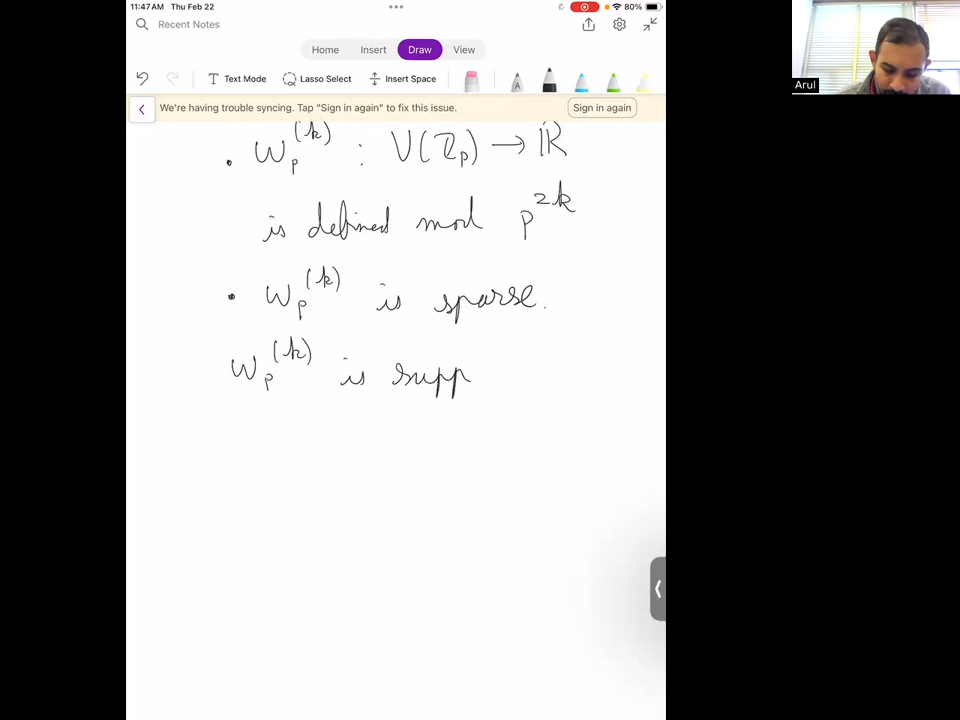 11:47AM Thu Feb 22
80%
Recent Notes
Home Insert Draw View
Text Mode Lasso Select Insert Space
We're having trouble syncing. Tap "Sign in again" to fix this issue. Sign in again
Arul
• W_p^(k) : V(ℤ_p) → ℝ
is defined mod p^2k
• W_p^(k) is sparse.
W_p^(k) is supp